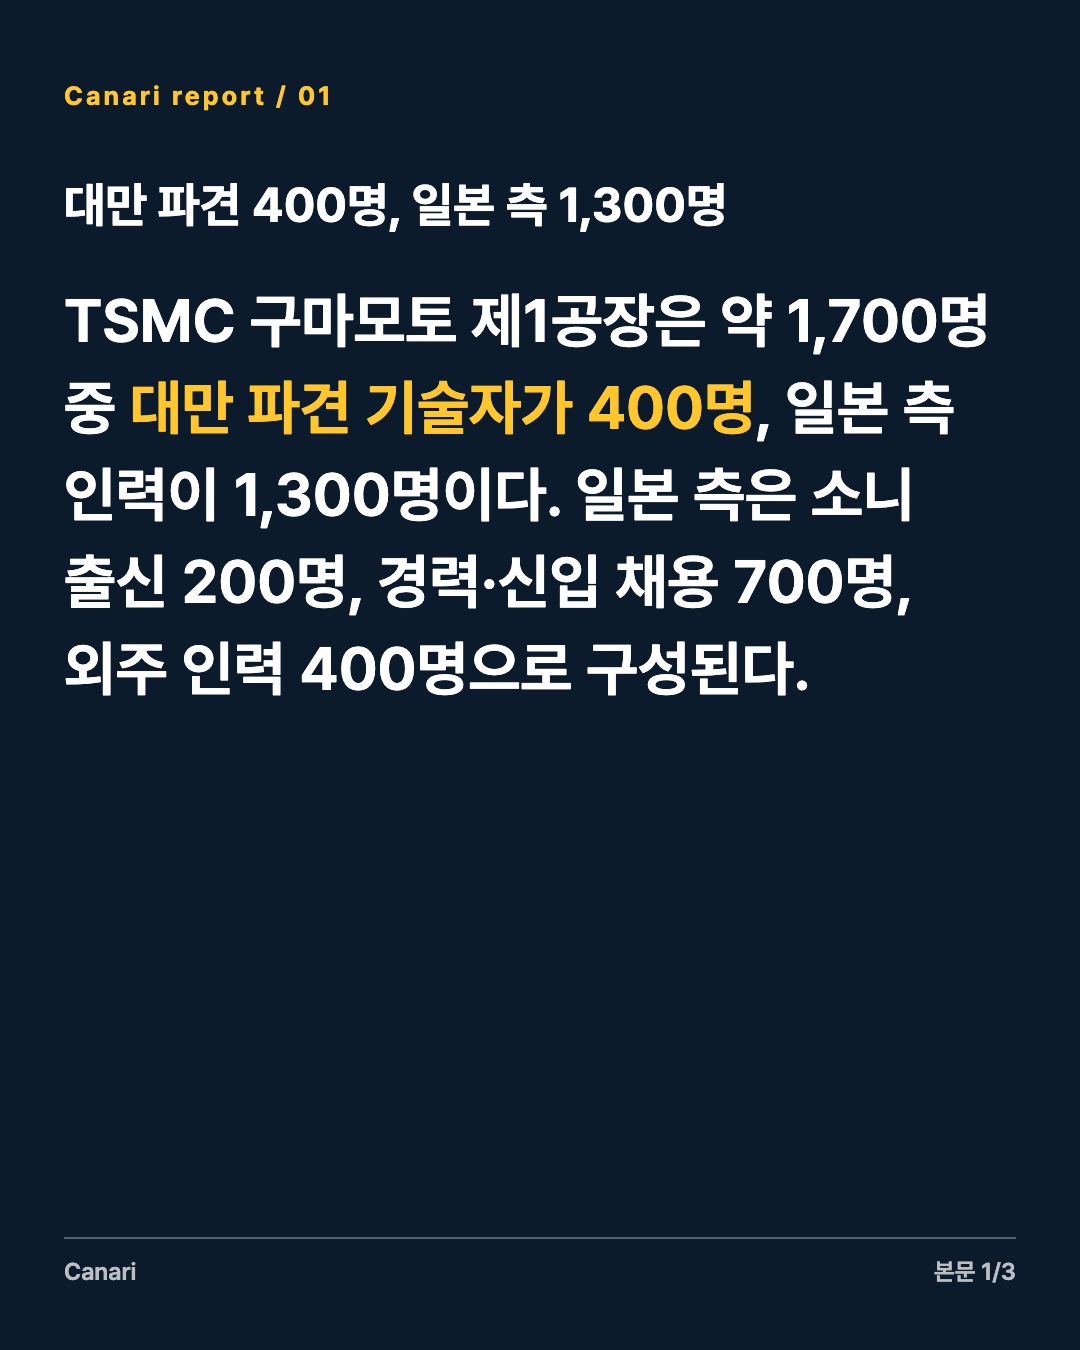 Canari report / 01
대만 파견 400명, 일본 측 1,300명
TSMC 구마모토 제1공장은 약 1,700명
중 대만 파견 기술자가 400명, 일본 측
인력이 1,300명이다. 일본 측은 소니
출신 200명, 경력·신입 채용 700명,
외주 인력 400명으로 구성된다.
Canari
본문 1/3